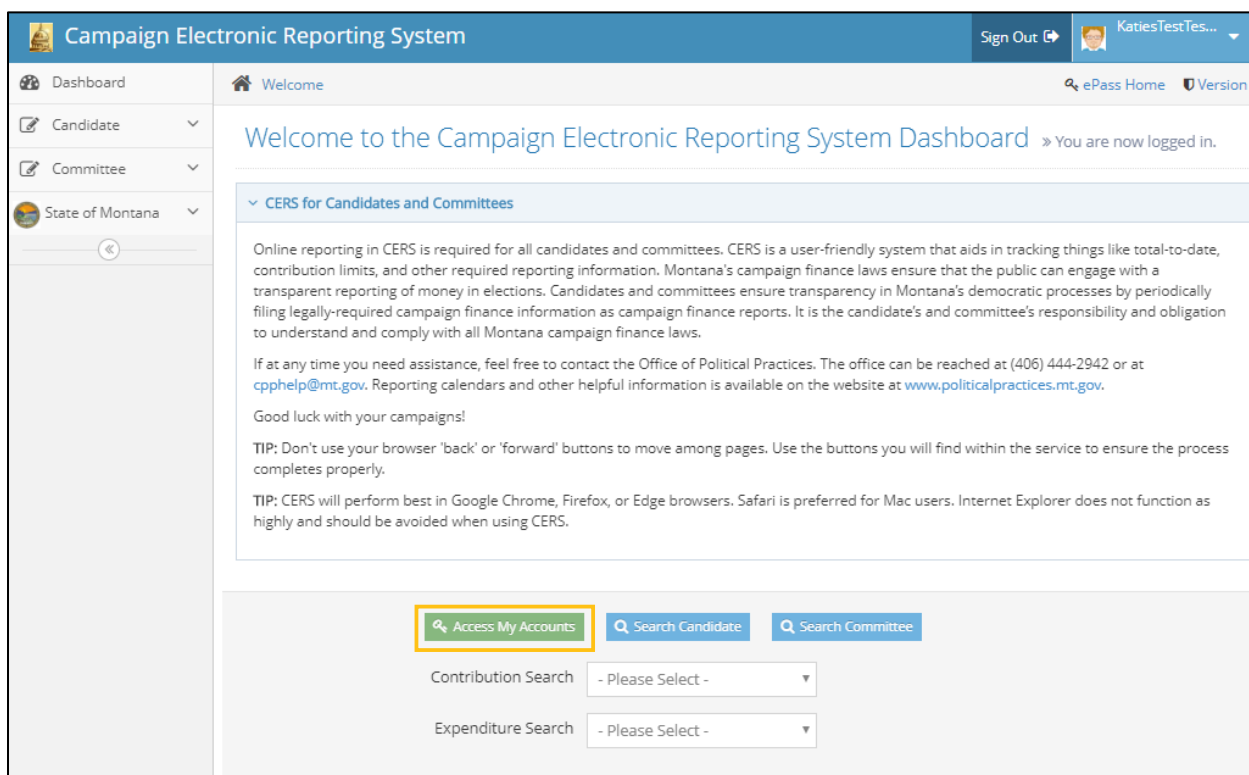 Campaign Electronic Reporting System
Sign Out
KatiesTestTes...
Dashboard
Candidate
Committee
State of Montana
Welcome
ePass Home
Version
Welcome to the Campaign Electronic Reporting System Dashboard » You are now logged in.
CERS for Candidates and Committees
Online reporting in CERS is required for all candidates and committees. CERS is a user-friendly system that aids in tracking things like total-to-date,
contribution limits, and other required reporting information. Montana's campaign finance laws ensure that the public can engage with a
transparent reporting of money in elections. Candidates and committees ensure transparency in Montana's democratic processes by periodically
filing legally-required campaign finance information as campaign finance reports. It is the candidate's and committee's responsibility and obligation
to understand and comply with all Montana campaign finance laws.
If at any time you need assistance, feel free to contact the Office of Political Practices. The office can be reached at (406) 444-2942 or at
cpphelp@mt.gov. Reporting calendars and other helpful information is available on the website at www.politicalpractices.mt.gov.
Good luck with your campaigns!
TIP: Don't use your browser 'back' or 'forward' buttons to move among pages. Use the buttons you will find within the service to ensure the process
completes properly.
TIP: CERS will perform best in Google Chrome, Firefox, or Edge browsers. Safari is preferred for Mac users. Internet Explorer does not function as
highly and should be avoided when using CERS.
Access My Accounts
Search Candidate
Search Committee
Contribution Search
- Please Select -
Expenditure Search
- Please Select -